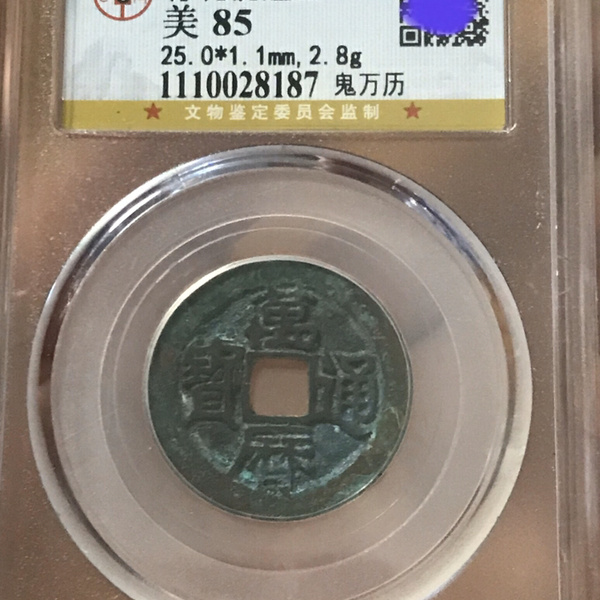 美 85
25.0*1.1mm, 2.8g
1110028187 鬼万历
★ 文物鉴定委员会监制 ★
萬
寳 通
曆